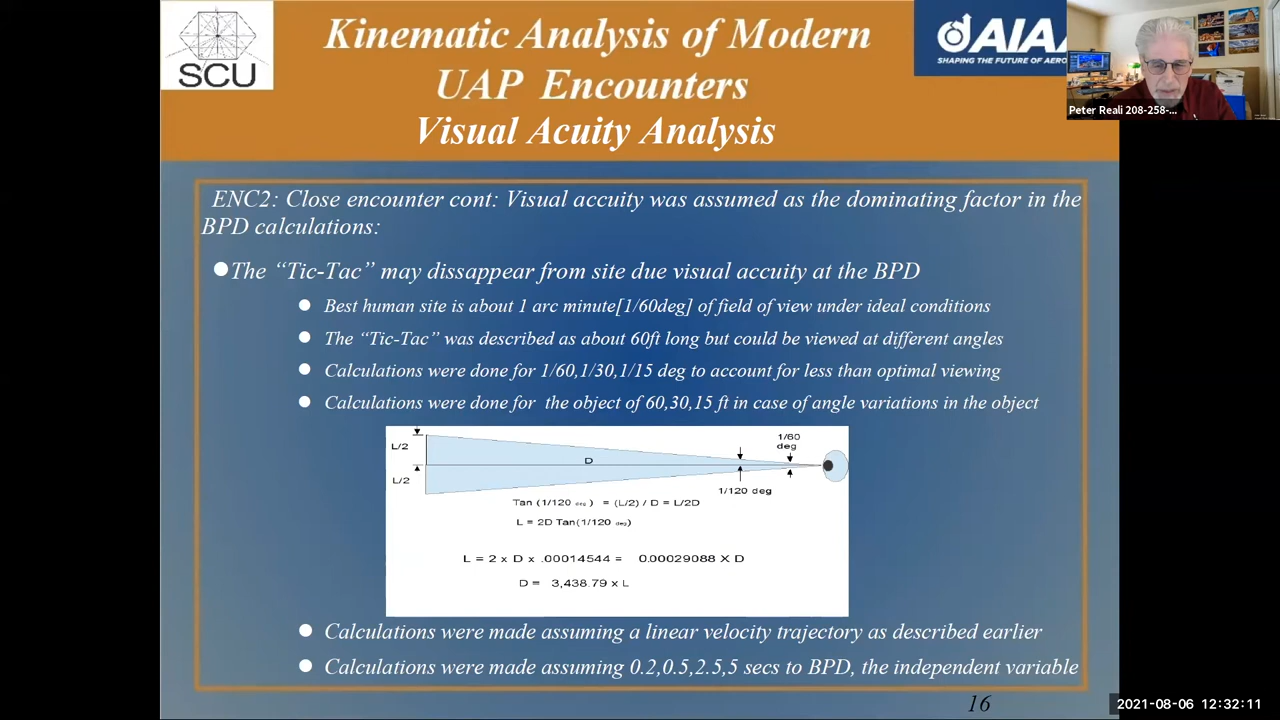 SCU
Kinematic Analysis of Modern
UAP Encounters
Visual Acuity Analysis
AIAA
SHAPING THE FUTURE OF AERO
Peter Reali 208-258-...
ENC2: Close encounter cont: Visual accuity was assumed as the dominating factor in the
BPD calculations:
●The “Tic-Tac” may dissappear from site due visual accuity at the BPD
● Best human site is about 1 arc minute[1/60deg] of field of view under ideal conditions
● The “Tic-Tac” was described as about 60ft long but could be viewed at different angles
● Calculations were done for 1/60,1/30,1/15 deg to account for less than optimal viewing
● Calculations were done for the object of 60,30,15 ft in case of angle variations in the object
L/2
L/2
D
1/60
deg
1/120 deg
Tan (1/120 deg ) = (L/2) / D = L/2D
L = 2D Tan(1/120 deg)
L = 2 x D x .00014544 = 0.00029088 X D
D = 3,438.79 x L
● Calculations were made assuming a linear velocity trajectory as described earlier
● Calculations were made assuming 0.2,0.5,2.5,5 secs to BPD, the independent variable
16
2021-08-06 12:32:11